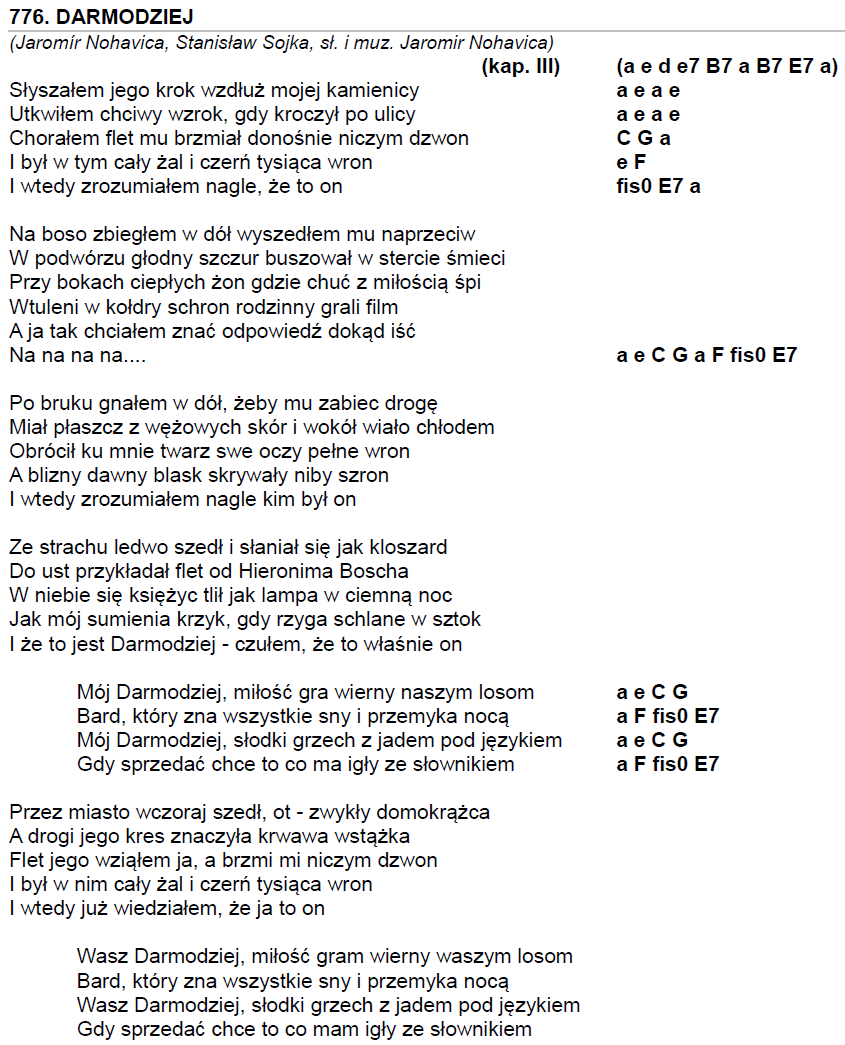 776. DARMODZIEJ
(Jaromír Nohavica, Stanisław Sojka, sł. i muz. Jaromir Nohavica)
(kap. III) (a e d e7 B7 a B7 E7 a)
Słyszałem jego krok wzdłuż mojej kamienicy a e a e
Utkwiłem chciwy wzrok, gdy kroczył po ulicy a e a e
Chorałem flet mu brzmiał donośnie niczym dzwon C G a
I był w tym cały żal i czerń tysiąca wron e F
I wtedy zrozumiałem nagle, że to on fis0 E7 a

Na boso zbiegłem w dół wyszedłem mu naprzeciw
W podwórzu głodny szczur buszował w stercie śmieci
Przy bokach ciepłych żon gdzie chuć z miłością śpi
Wtuleni w kołdry schron rodzinny grali film
A ja tak chciałem znać odpowiedź dokąd iść
Na na na na.... a e C G a F fis0 E7

Po bruku gnałem w dół, żeby mu zabiec drogę
Miał płaszcz z wężowych skór i wokół wiało chłodem
Obrócił ku mnie twarz swe oczy pełne wron
A blizny dawny blask skrywały niby szron
I wtedy zrozumiałem nagle kim był on

Ze strachu ledwo szedł i słaniał się jak kloszard
Do ust przykładał flet od Hieronima Boscha
W niebie się księżyc tlił jak lampa w ciemną noc
Jak mój sumienia krzyk, gdy rzyga schlane w sztok
I że to jest Darmodziej - czułem, że to właśnie on

Mój Darmodziej, miłość gra wierny naszym losom a e C G
Bard, który zna wszystkie sny i przemyka nocą a F fis0 E7
Mój Darmodziej, słodki grzech z jadem pod językiem a e C G
Gdy sprzedać chce to co ma igły ze słownikiem a F fis0 E7

Przez miasto wczoraj szedł, ot - zwykły domokrążca
A drogi jego kres znaczyła krwawa wstążka
Flet jego wziąłem ja, a brzmi mi niczym dzwon
I był w nim cały żal i czerń tysiąca wron
I wtedy już wiedziałem, że ja to on

Wasz Darmodziej, miłość gram wierny waszym losom
Bard, który zna wszystkie sny i przemyka nocą
Wasz Darmodziej, słodki grzech z jadem pod językiem
Gdy sprzedać chce to co mam igły ze słownikiem